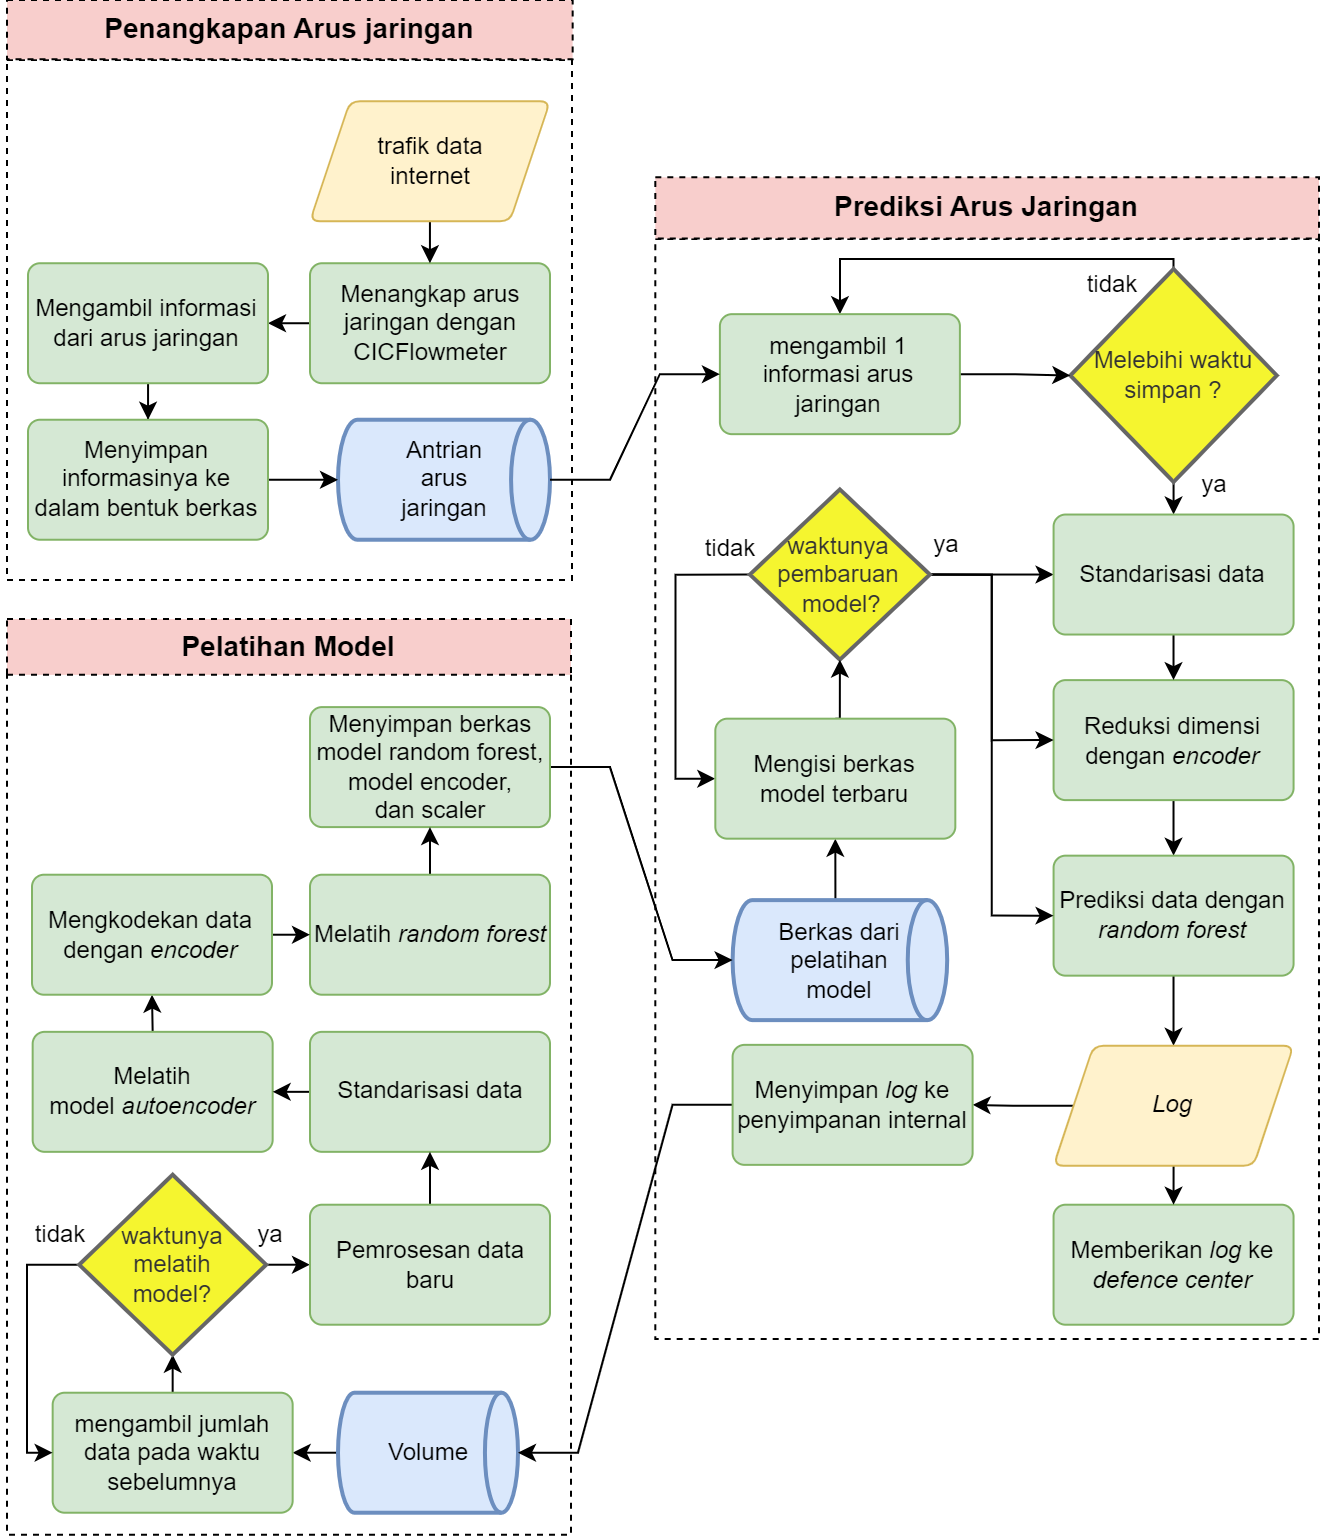 Penangkapan Arus jaringan
trafik data
internet
Menangkap arus
jaringan dengan
CICFlowmeter
Mengambil informasi
dari arus jaringan
Menyimpan
informasinya ke
dalam bentuk berkas
Antrian
arus
jaringan
Prediksi Arus Jaringan
mengambil 1
informasi arus
jaringan
tidak
Melebihi waktu
simpan ?
ya
Standarisasi data
tidak
waktunya
pembaruan
model?
ya
Reduksi dimensi
dengan encoder
Mengisi berkas
model terbaru
Prediksi data dengan
random forest
Berkas dari
pelatihan
model
Log
Menyimpan log ke
penyimpanan internal
Memberikan log ke
defence center
Pelatihan Model
Menyimpan berkas
model random forest,
model encoder,
dan scaler
Mengkodekan data
dengan encoder
Melatih random forest
Melatih
model autoencoder
Standarisasi data
tidak
waktunya
melatih
model?
ya
Pemrosesan data
baru
mengambil jumlah
data pada waktu
sebelumnya
Volume